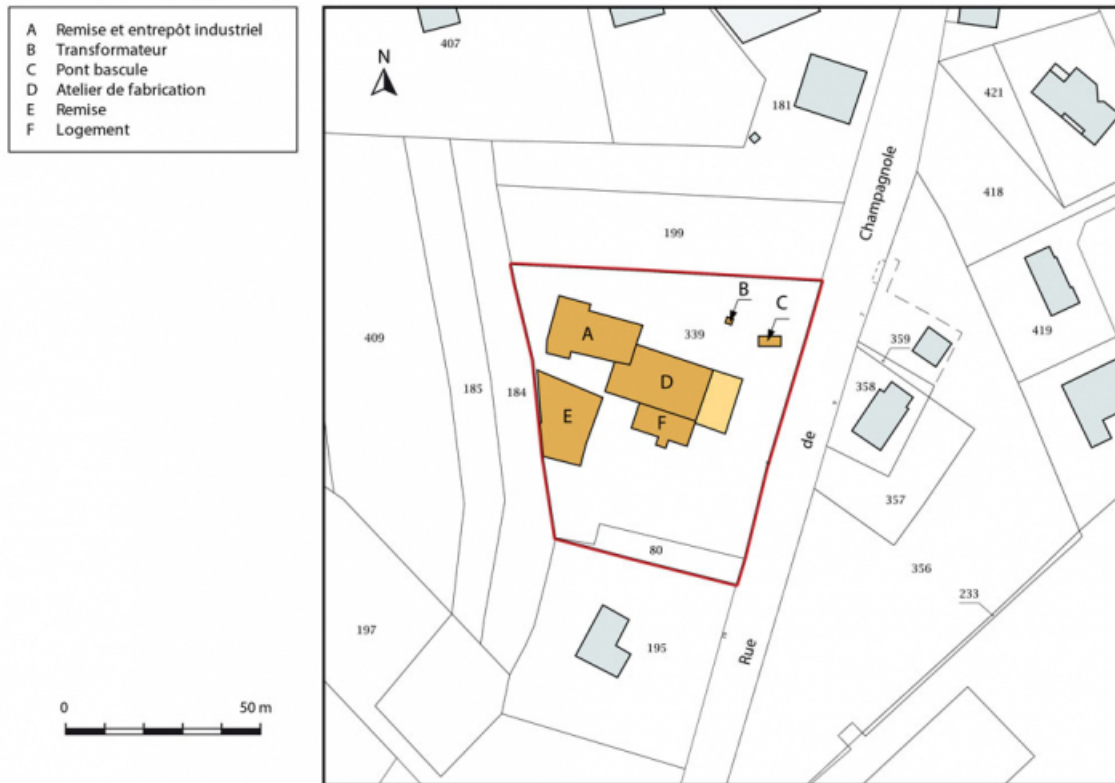 A Remise et entrepôt industriel
B Transformateur
C Pont bascule
D Atelier de fabrication
E Remise
F Logement
N
407
181
421
418
Champagnole
199
409
185
184
339
A
B
C
D
E
F
359
358
419
de
357
80
356
233
197
195
Rue
0 50 m